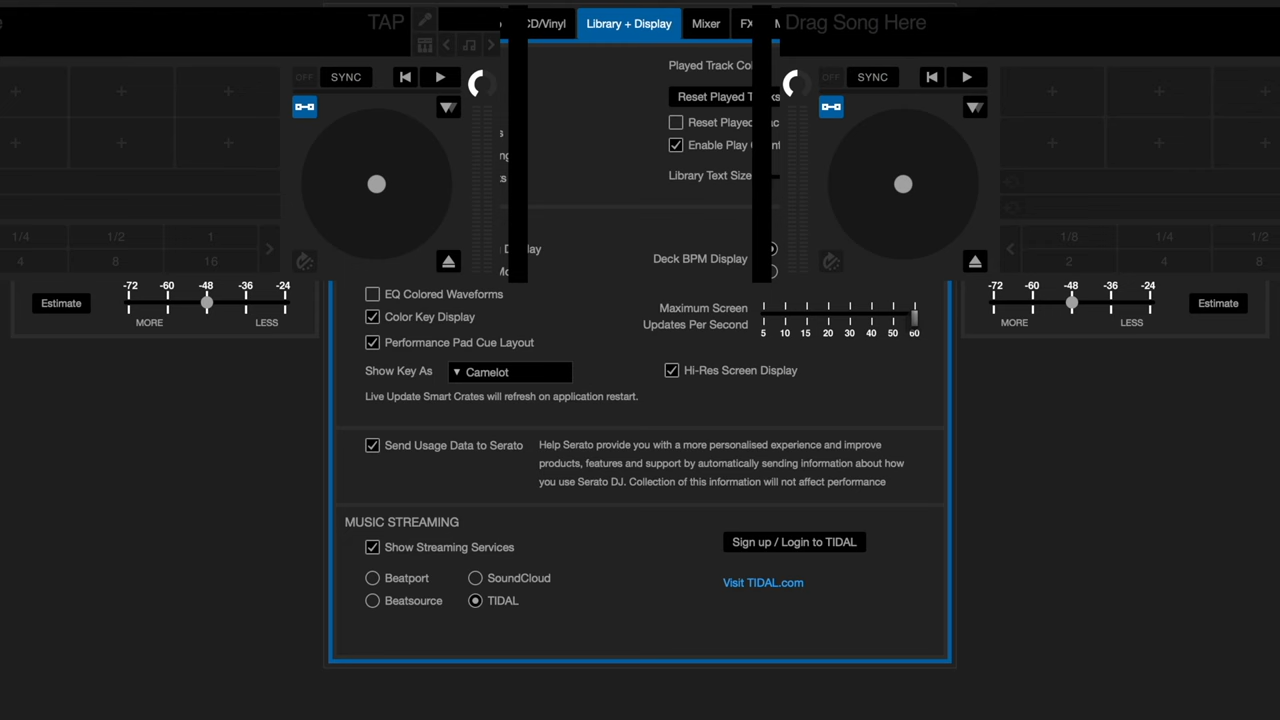 TAP
CD/Vinyl
Library + Display
Mixer
FX
Drag Song Here
Played Track
OFF
SYNC
OFF
SYNC
Reset Played
Reset Played
Enable Play
Library Text Size
1/4
1/2
1
4
8
16
Deck BPM Display
1/8
1/4
1/2
2
4
8
Estimate
-72 -60 -48 -36 -24
MORE
LESS
EQ Colored Waveforms
Color Key Display
Performance Pad Cue Layout
Show Key As
Camelot
Live Update Smart Crates will refresh on application restart.
Maximum Screen
Updates Per Second
5 10 15 20 30 40 50 60
Hi-Res Screen Display
-72 -60 -48 -36 -24
MORE
LESS
Estimate
Send Usage Data to Serato
Help Serato provide you with a more personalised experience and improve
products, features and support by automatically sending information about how
you use Serato DJ. Collection of this information will not affect performance
MUSIC STREAMING
Show Streaming Services
Sign up / Login to TIDAL
Beatport
SoundCloud
Visit TIDAL.com
Beatsource
TIDAL